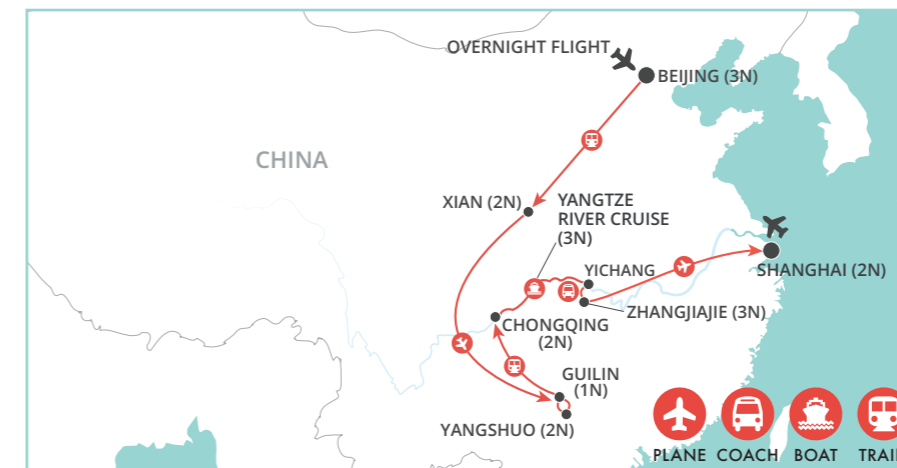 OVERNIGHT FLIGHT
BEIJING (3N)
CHINA
XIAN (2N)
YANGTZE
RIVER CRUISE
(3N)
YICHANG
SHANGHAI (2N)
ZHANGJIAJIE (3N)
CHONGQING
(2N)
GUILIN
(1N)
YANGSHUO (2N)
PLANE COACH BOAT TRAI